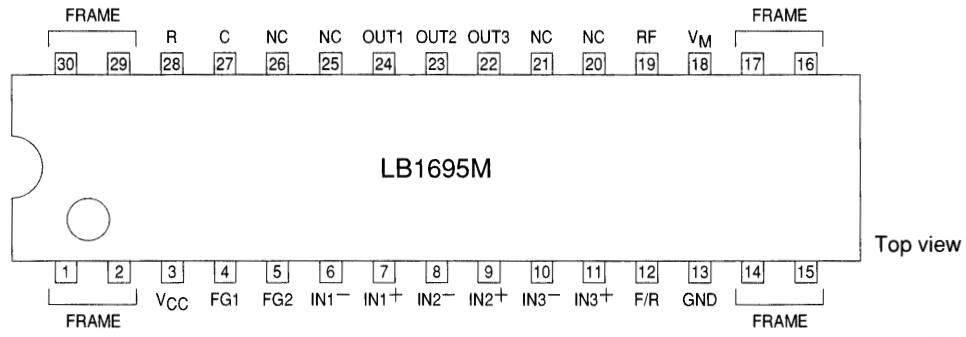 FRAME R C NC NC OUT1 OUT2 OUT3 NC NC RF VM FRAME
30 29 28 27 26 25 24 23 22 21 20 19 18 17 16
LB1695M
Top view
1 2 3 4 5 6 7 8 9 10 11 12 13 14 15
VCC FG1 FG2 IN1− IN1+ IN2− IN2+ IN3− IN3+ F/R GND
FRAME FRAME